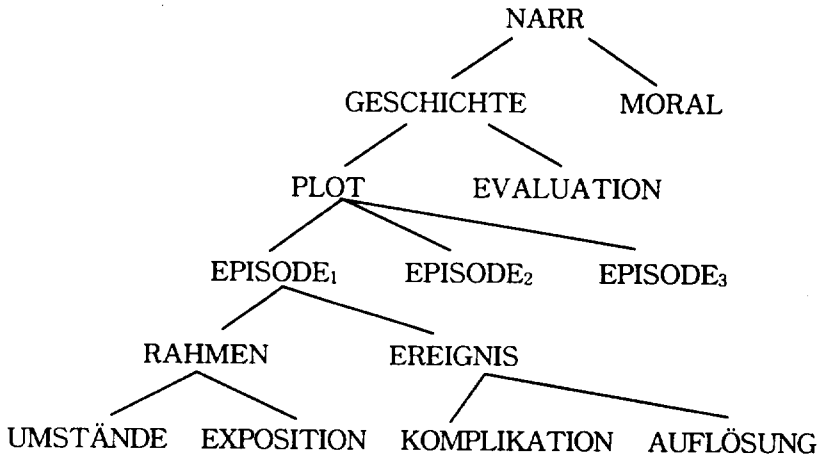 NARR
GESCHICHTE MORAL
PLOT EVALUATION
EPISODE₁ EPISODE₂ EPISODE₃
RAHMEN EREIGNIS
UMSTÄNDE EXPOSITION KOMPLIKATION AUFLÖSUNG